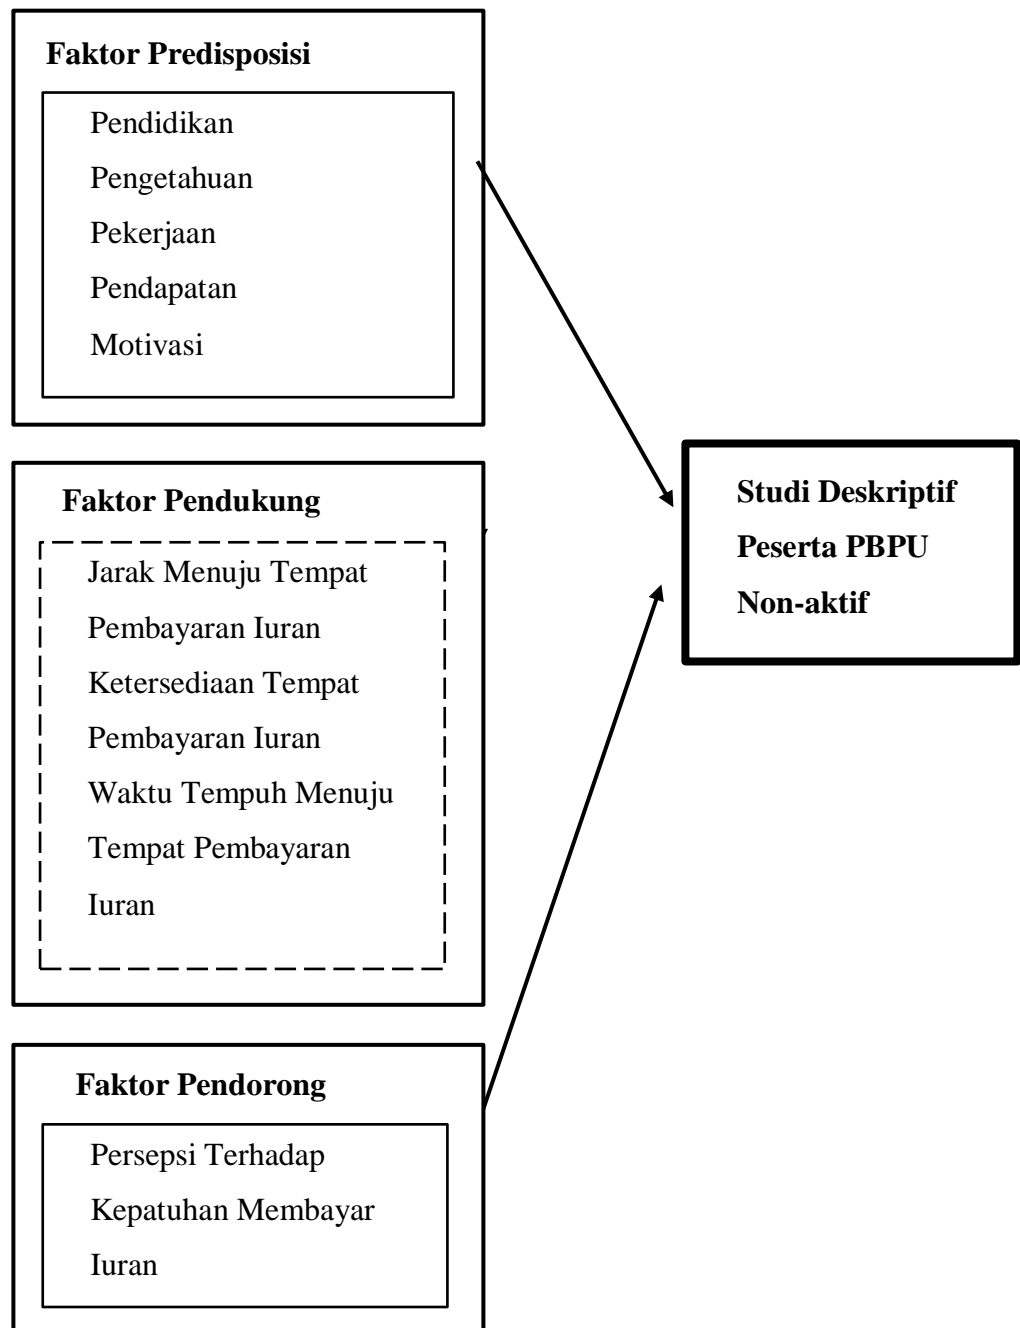 Faktor Predisposisi
Pendidikan
Pengetahuan
Pekerjaan
Pendapatan
Motivasi
Faktor Pendukung
Jarak Menuju Tempat
Pembayaran Iuran
Ketersediaan Tempat
Pembayaran Iuran
Waktu Tempuh Menuju
Tempat Pembayaran
Iuran
Faktor Pendorong
Persepsi Terhadap
Kepatuhan Membayar
Iuran
Studi Deskriptif
Peserta PBPU
Non-aktif